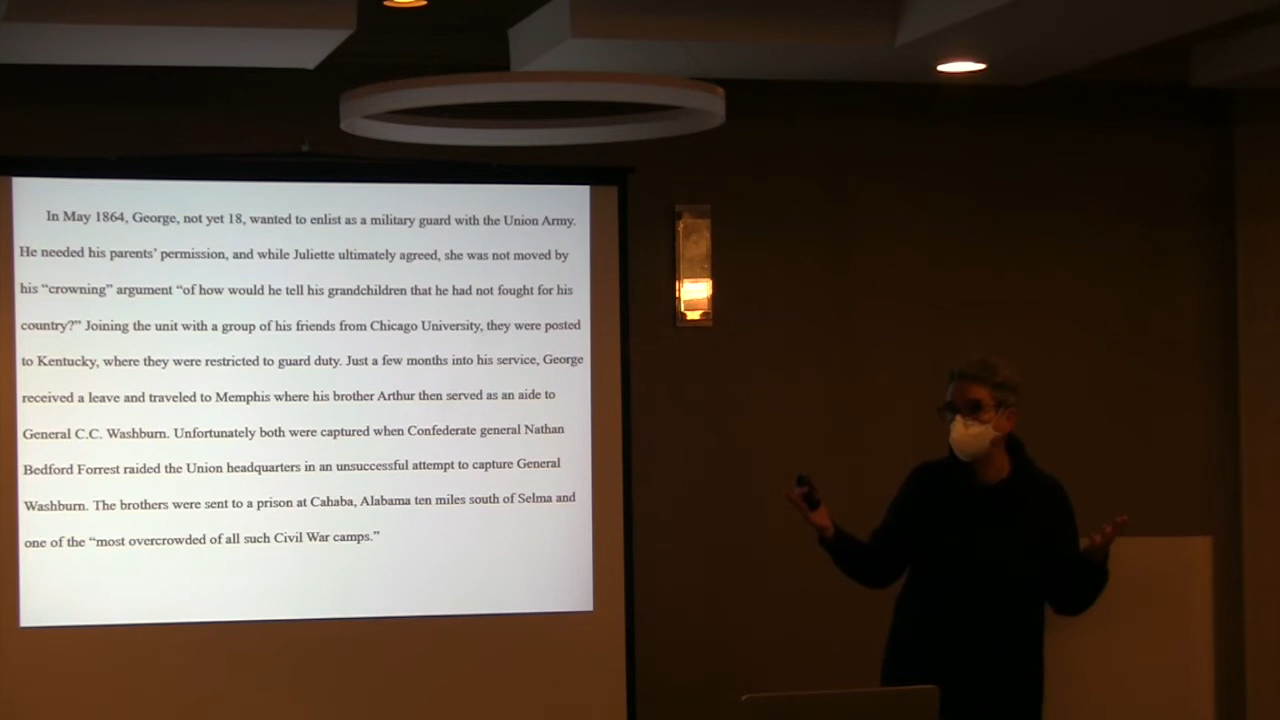 In May 1864, George, not yet 18, wanted to enlist as a military guard with the Union Army.
He needed his parents’ permission, and while Juliette ultimately agreed, she was not moved by
his “crowning” argument “of how would he tell his grandchildren that he had not fought for his
country?” Joining the unit with a group of his friends from Chicago University, they were posted
to Kentucky, where they were restricted to guard duty. Just a few months into his service, George
received a leave and traveled to Memphis where his brother Arthur then served as an aide to
General C.C. Washburn. Unfortunately both were captured when Confederate general Nathan
Bedford Forrest raided the Union headquarters in an unsuccessful attempt to capture General
Washburn. The brothers were sent to a prison at Cahaba, Alabama ten miles south of Selma and
one of the “most overcrowded of all such Civil War camps.”